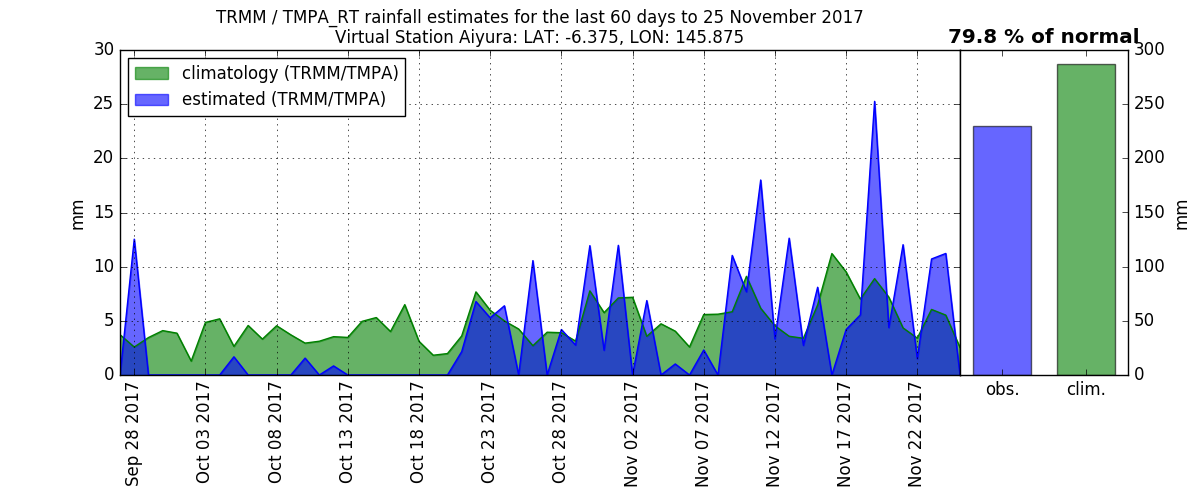 TRMM / TMPA_RT rainfall estimates for the last 60 days to 25 November 2017
Virtual Station Aiyura: LAT: -6.375, LON: 145.875
79.8 % of normal
climatology (TRMM/TMPA)
estimated (TRMM/TMPA)
30
25
20
15
10
5
0
mm
Sep 28 2017
Oct 03 2017
Oct 08 2017
Oct 13 2017
Oct 18 2017
Oct 23 2017
Oct 28 2017
Nov 02 2017
Nov 07 2017
Nov 12 2017
Nov 17 2017
Nov 22 2017
obs.
clim.
300
250
200
150
100
50
0
mm